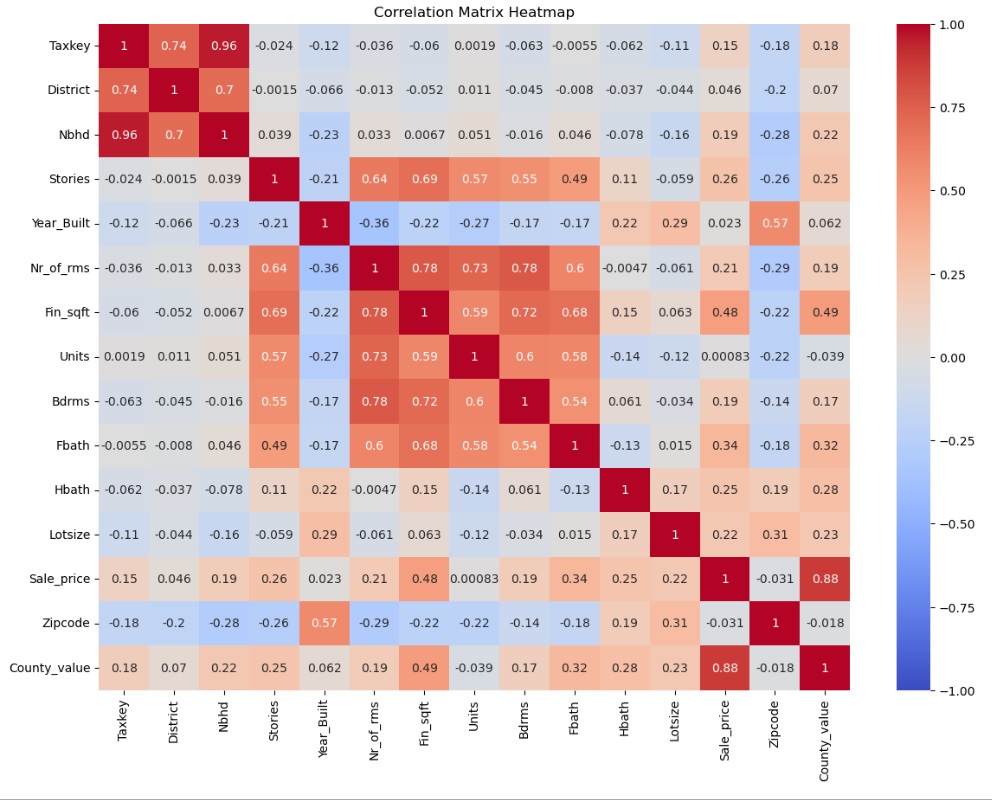 Correlation Matrix Heatmap
Taxkey 1 0.74 0.96 -0.024 -0.12 -0.036 -0.06 0.0019 -0.063 -0.0055 -0.062 -0.11 0.15 -0.18 0.18
District 0.74 1 0.7 -0.0015 -0.066 -0.013 -0.052 0.011 -0.045 -0.008 -0.037 -0.044 0.046 -0.2 0.07
Nbhd 0.96 0.7 1 0.039 -0.23 0.033 0.0067 0.051 -0.016 0.046 -0.078 -0.16 0.19 -0.28 0.22
Stories -0.024 -0.0015 0.039 1 -0.21 0.64 0.69 0.57 0.55 0.49 0.11 -0.059 0.26 -0.26 0.25
Year_Built -0.12 -0.066 -0.23 -0.21 1 -0.36 -0.22 -0.27 -0.17 -0.17 0.22 0.29 0.023 0.57 0.062
Nr_of_rms -0.036 -0.013 0.033 0.64 -0.36 1 0.78 0.73 0.78 0.6 -0.0047 -0.061 0.21 -0.29 0.19
Fin_sqft -0.06 -0.052 0.0067 0.69 -0.22 0.78 1 0.59 0.72 0.68 0.15 0.063 0.48 -0.22 0.49
Units 0.0019 0.011 0.051 0.57 -0.27 0.73 0.59 1 0.6 0.58 -0.14 -0.12 0.00083 -0.22 -0.039
Bdrms -0.063 -0.045 -0.016 0.55 -0.17 0.78 0.72 0.6 1 0.54 0.061 -0.034 0.19 -0.14 0.17
Fbath -0.0055 -0.008 0.046 0.49 -0.17 0.6 0.68 0.58 0.54 1 -0.13 0.015 0.34 -0.18 0.32
Hbath -0.062 -0.037 -0.078 0.11 0.22 -0.0047 0.15 -0.14 0.061 -0.13 1 0.17 0.25 0.19 0.28
Lotsize -0.11 -0.044 -0.16 -0.059 0.29 -0.061 0.063 -0.12 -0.034 0.015 0.17 1 0.22 0.31 0.23
Sale_price 0.15 0.046 0.19 0.26 0.023 0.21 0.48 0.00083 0.19 0.34 0.25 0.22 1 -0.031 0.88
Zipcode -0.18 -0.2 -0.28 -0.26 0.57 -0.29 -0.22 -0.22 -0.14 -0.18 0.19 0.31 -0.031 1 -0.018
County_value 0.18 0.07 0.22 0.25 0.062 0.19 0.49 -0.039 0.17 0.32 0.28 0.23 0.88 -0.018 1
Taxkey District Nbhd Stories Year_Built Nr_of_rms Fin_sqft Units Bdrms Fbath Hbath Lotsize Sale_price Zipcode County_value
1.00
0.75
0.50
0.25
0.00
−0.25
−0.50
−0.75
−1.00